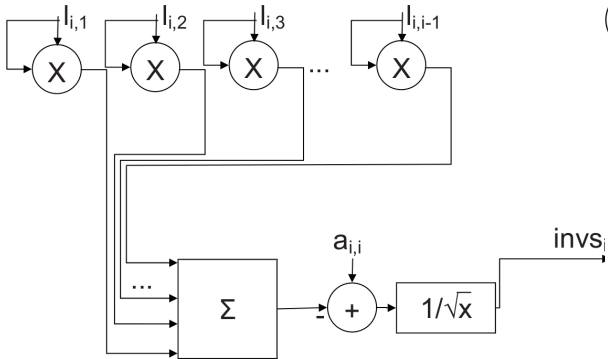 l_{i,1} l_{i,2} l_{i,3} l_{i,i-1} (
X X X ... X
a_{i,i} invs_i
...
Σ - + 1/√x